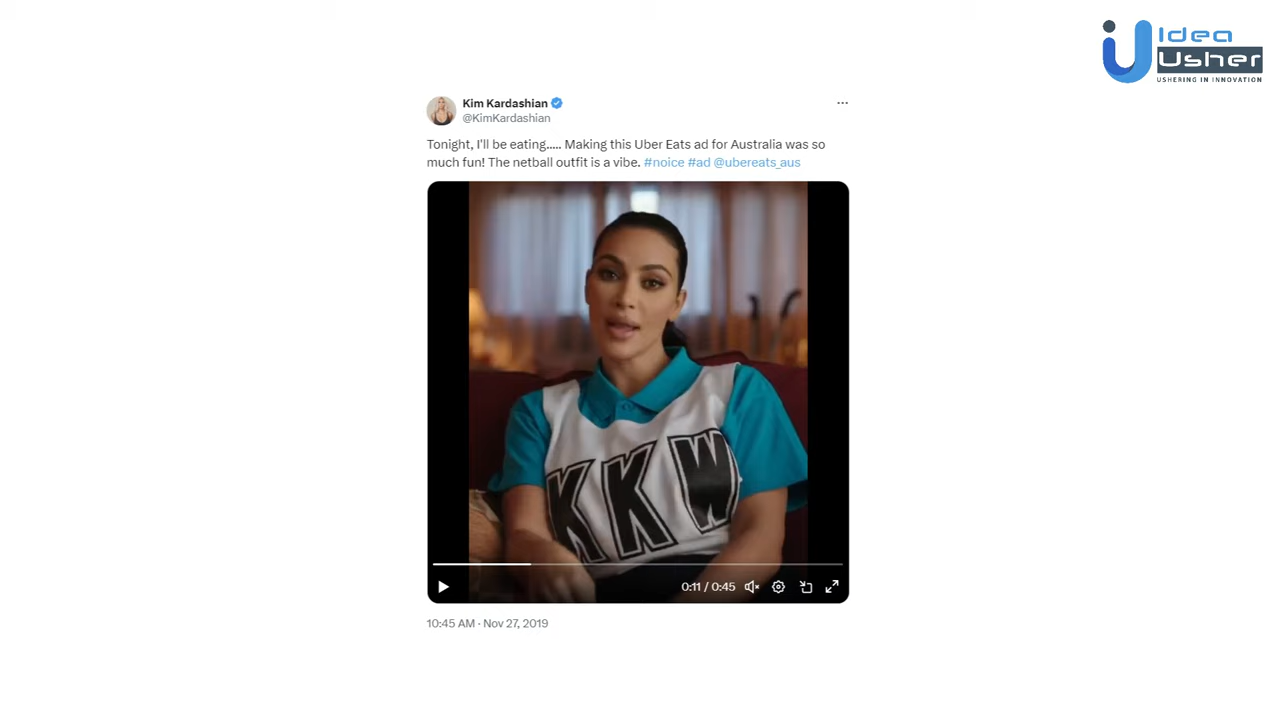 Idea
Usher
USHERING IN INNOVATION
Kim Kardashian
@KimKardashian
Tonight, I'll be eating..... Making this Uber Eats ad for Australia was so
much fun! The netball outfit is a vibe. #noice #ad @ubereats_aus
KKW
0:11 / 0:45
10:45 AM · Nov 27, 2019